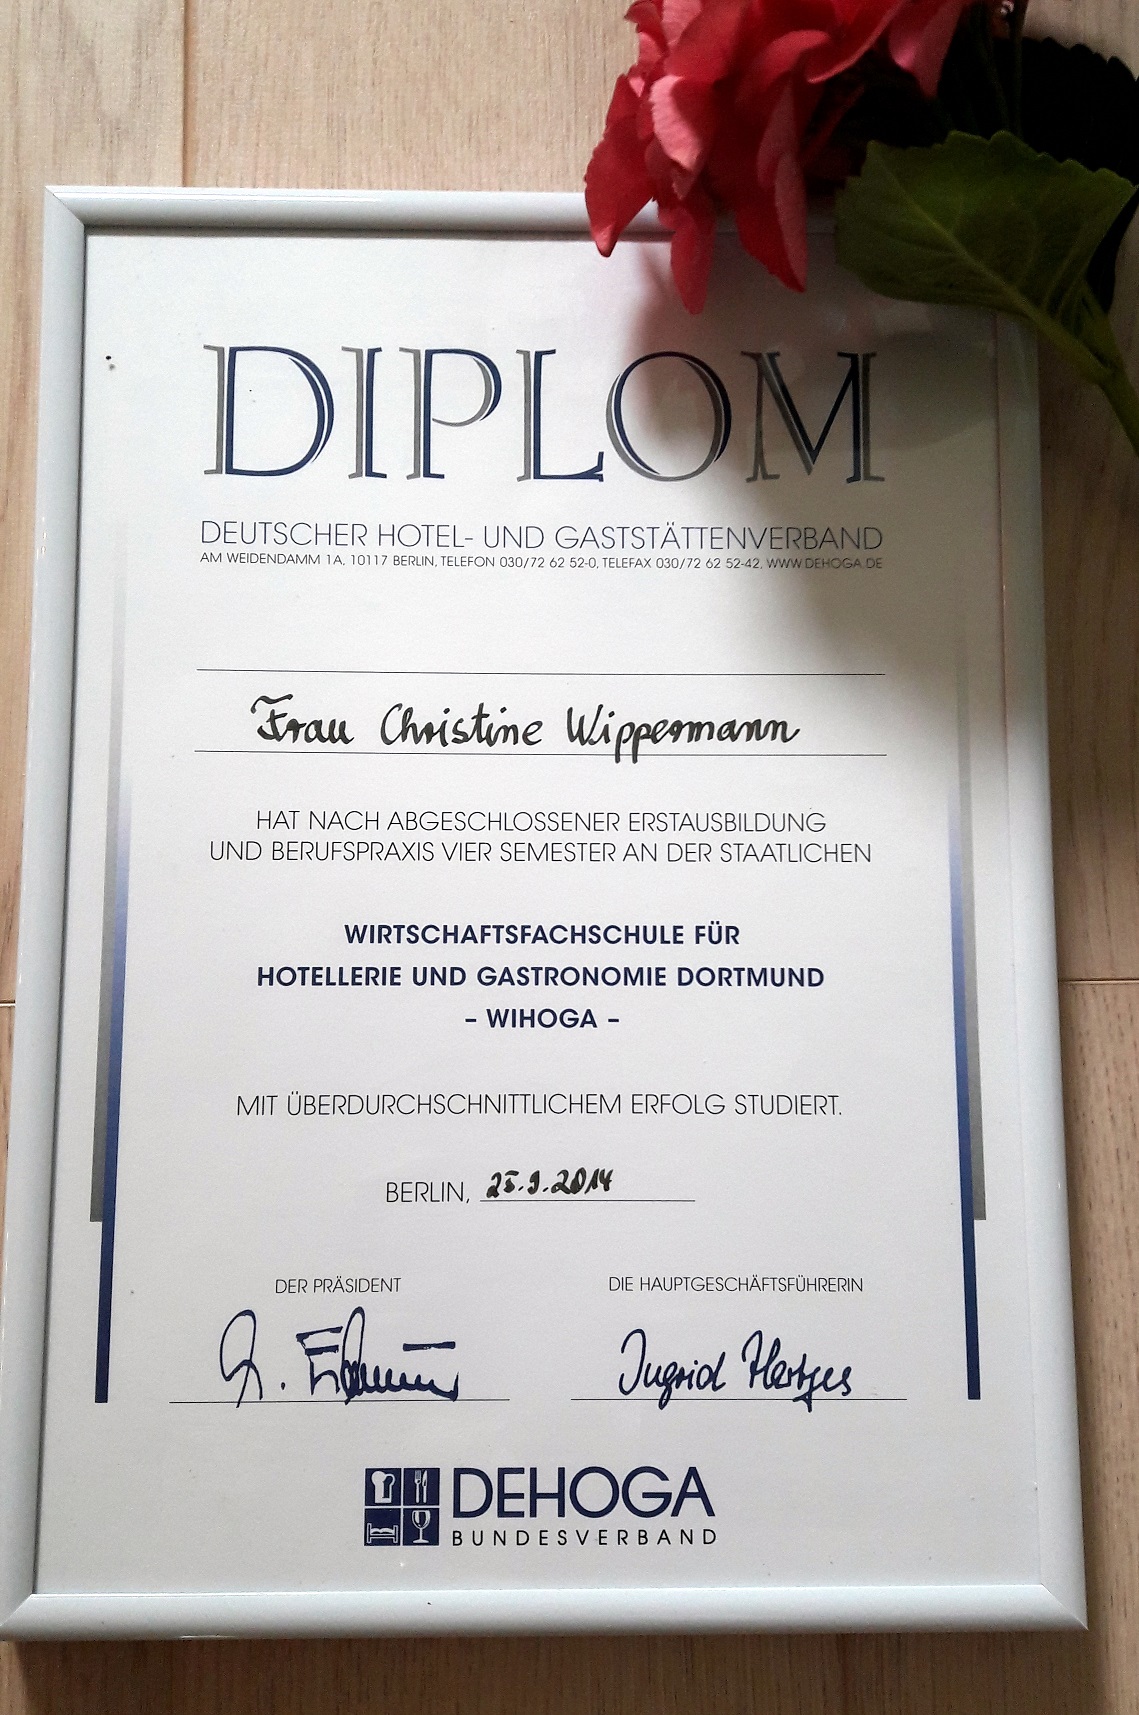 DIPLOM
DEUTSCHER HOTEL- UND GASTSTÄTTENVERBAND
AM WEIDENDAMM 1A, 10117 BERLIN, TELEFON 030/72 62 52-0, TELEFAX 030/72 62 52-42, WWW.DEHOGA.DE
Frau Christine Wippermann
HAT NACH ABGESCHLOSSENER ERSTAUSBILDUNG
UND BERUFSPRAXIS VIER SEMESTER AN DER STAATLICHEN
WIRTSCHAFTSFACHSCHULE FÜR
HOTELLERIE UND GASTRONOMIE DORTMUND
– WIHOGA –
MIT ÜBERDURCHSCHNITTLICHEM ERFOLG STUDIERT.
BERLIN, 25.9.2014
DER PRÄSIDENT
DIE HAUPTGESCHÄFTSFÜHRERIN
Ingrid Hartges
DEHOGA
BUNDESVERBAND